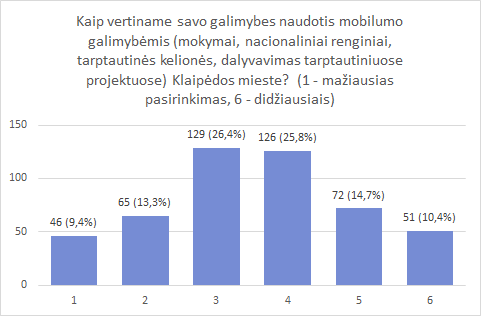 Kaip vertiname savo galimybes naudotis mobilumo
galimybėmis (mokymai, nacionaliniai renginiai,
tarptautinės kelionės, dalyvavimas tarptautiniuose
projektuose) Klaipėdos mieste?  (1 - mažiausias
pasirinkimas, 6 - didžiausiais)
150
129 (26,4%)
126 (25,8%)
100
65 (13,3%)
72 (14,7%)
46 (9,4%)
51 (10,4%)
50
0
1 2 3 4 5 6